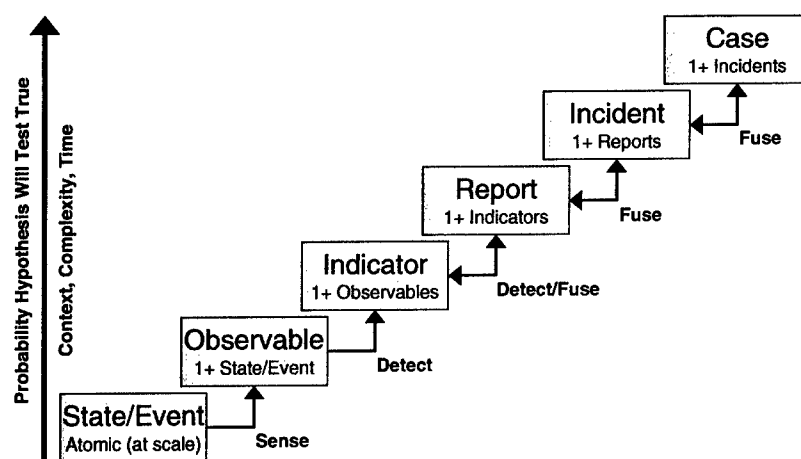 Case
1+ Incidents
Incident
1+ Reports
Fuse
Report
1+ Indicators
Fuse
Indicator
1+ Observables
Detect/Fuse
Observable
1+ State/Event
Detect
State/Event
Atomic (at scale)
Sense
Probability Hypothesis Will Test True
Context, Complexity, Time